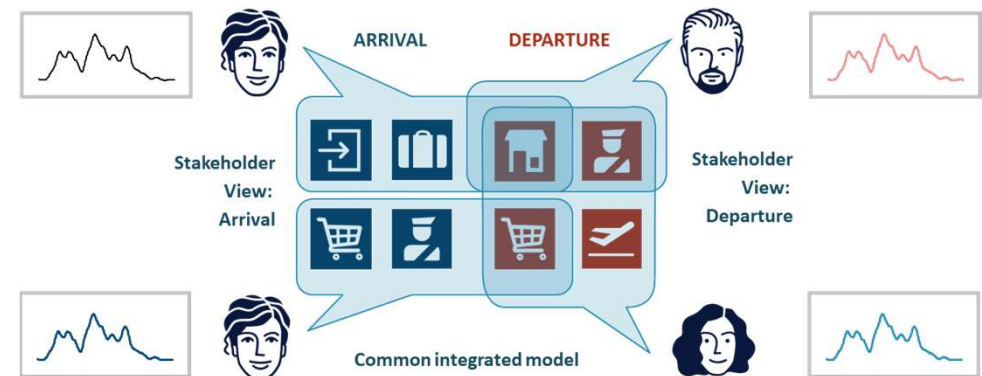 ARRIVAL
DEPARTURE
Stakeholder
View:
Arrival
Stakeholder
View:
Departure
Common integrated model